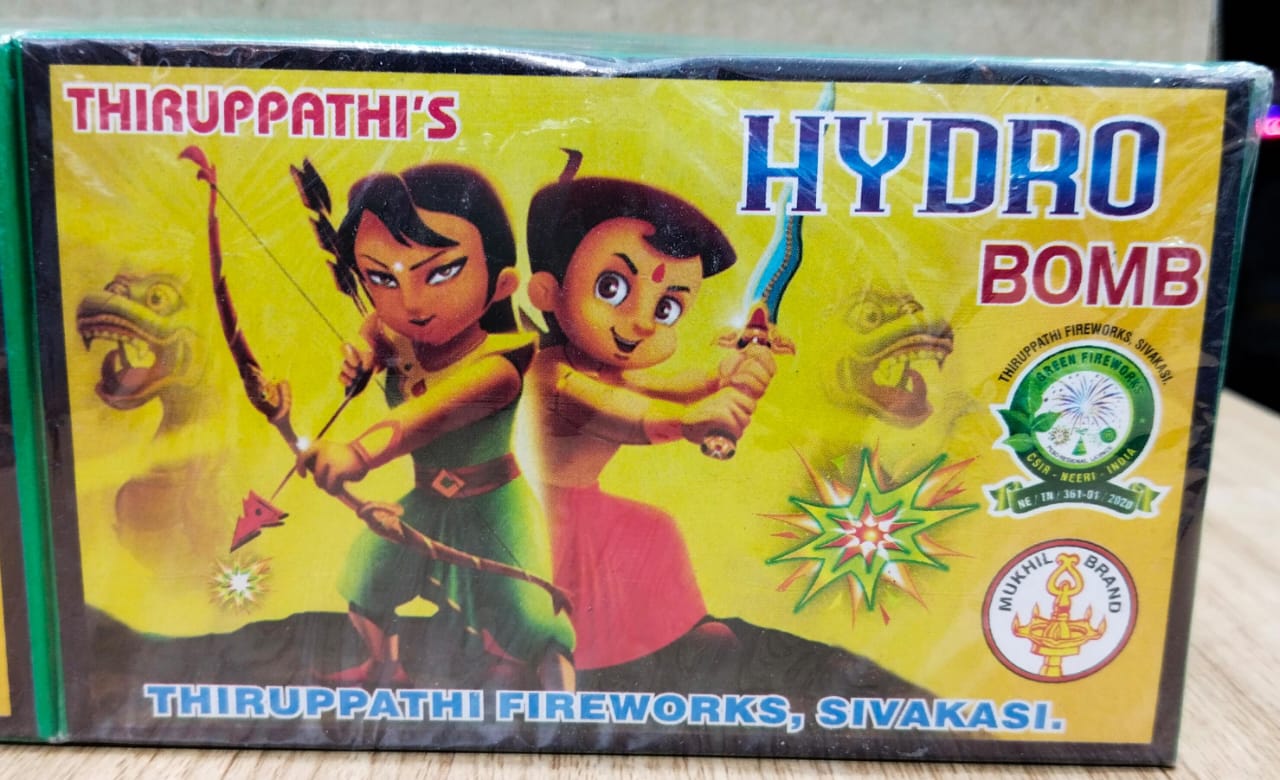 THIRUPPATHI'S
HYDRO
BOMB
THIRUPPATHI FIREWORKS, SIVAKASI.
GREEN FIREWORKS
CSIR - NEERI - INDIA
NE / TN / 361-01 / 2020
MUKHIL BRAND
THIRUPPATHI FIREWORKS, SIVAKASI.